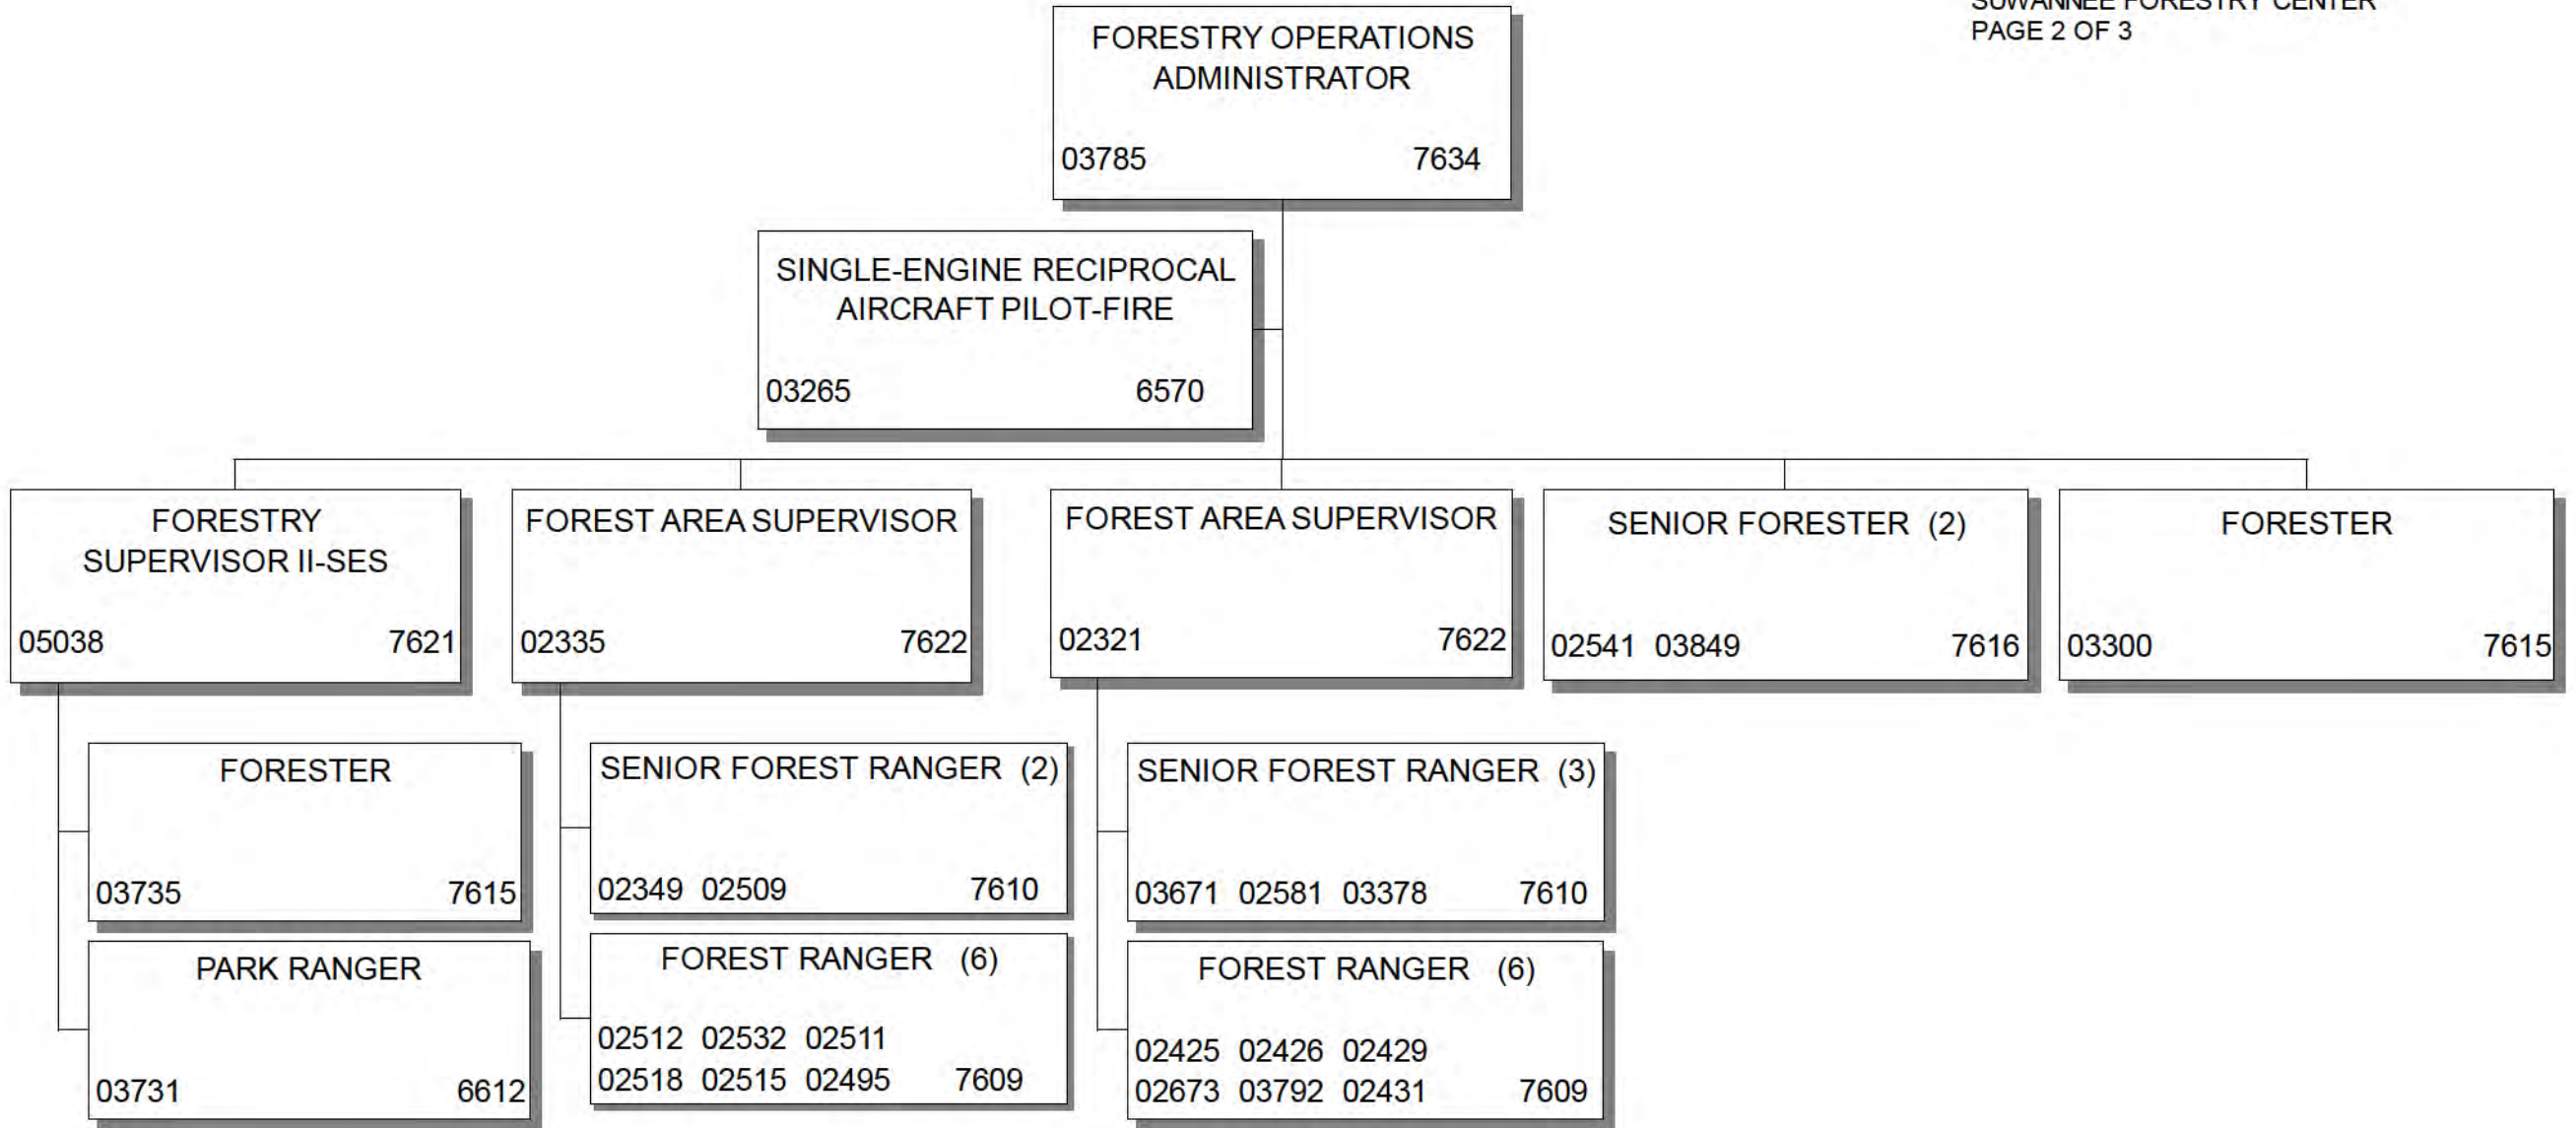 SUWANNEE FORESTRY CENTER
PAGE 2 OF 3
FORESTRY OPERATIONS
ADMINISTRATOR
03785 7634
SINGLE-ENGINE RECIPROCAL
AIRCRAFT PILOT-FIRE
03265 6570
FORESTRY
SUPERVISOR II-SES
05038 7621
FOREST AREA SUPERVISOR
02335 7622
FOREST AREA SUPERVISOR
02321 7622
SENIOR FORESTER (2)
02541 03849 7616
FORESTER
03300 7615
FORESTER
03735 7615
PARK RANGER
03731 6612
SENIOR FOREST RANGER (2)
02349 02509 7610
FOREST RANGER (6)
02512 02532 02511
02518 02515 02495 7609
SENIOR FOREST RANGER (3)
03671 02581 03378 7610
FOREST RANGER (6)
02425 02426 02429
02673 03792 02431 7609